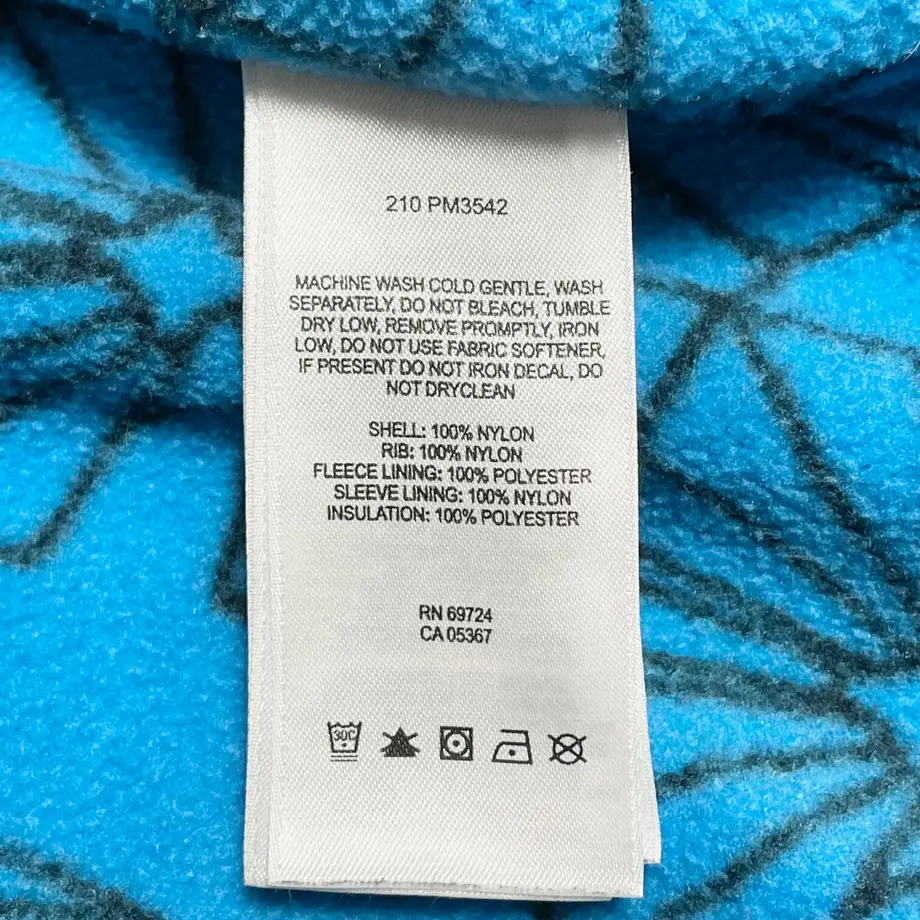 210 PM3542
MACHINE WASH COLD GENTLE, WASH
SEPARATELY, DO NOT BLEACH, TUMBLE
DRY LOW, REMOVE PROMPTLY, IRON
LOW, DO NOT USE FABRIC SOFTENER,
IF PRESENT DO NOT IRON DECAL, DO
NOT DRYCLEAN
SHELL: 100% NYLON
RIB: 100% NYLON
FLEECE LINING: 100% POLYESTER
SLEEVE LINING: 100% NYLON
INSULATION: 100% POLYESTER
RN 69724
CA 05367
30C